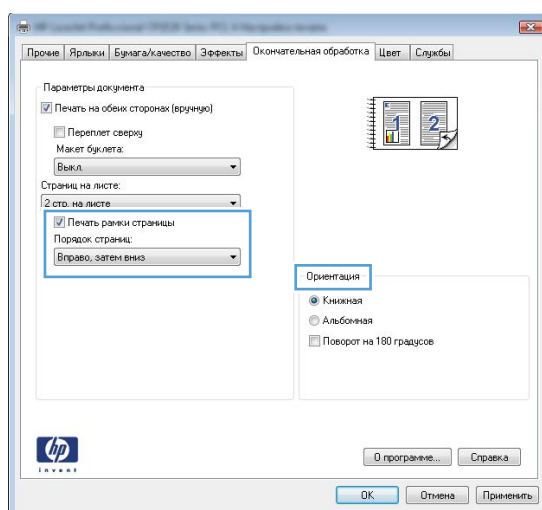 Прочие Ярлыки Бумага/качество Эффекты Окончательная обработка Цвет Службы
Параметры документа
Печать на обеих сторонах (вручную)
Переплет сверху
Макет буклета:
Выкл.
Страниц на листе:
2 стр. на листе
Печать рамки страницы
Порядок страниц:
Вправо, затем вниз
1 2
Ориентация
Книжная
Альбомная
Поворот на 180 градусов
hp
invent
О программе... Справка
OK Отмена Применить